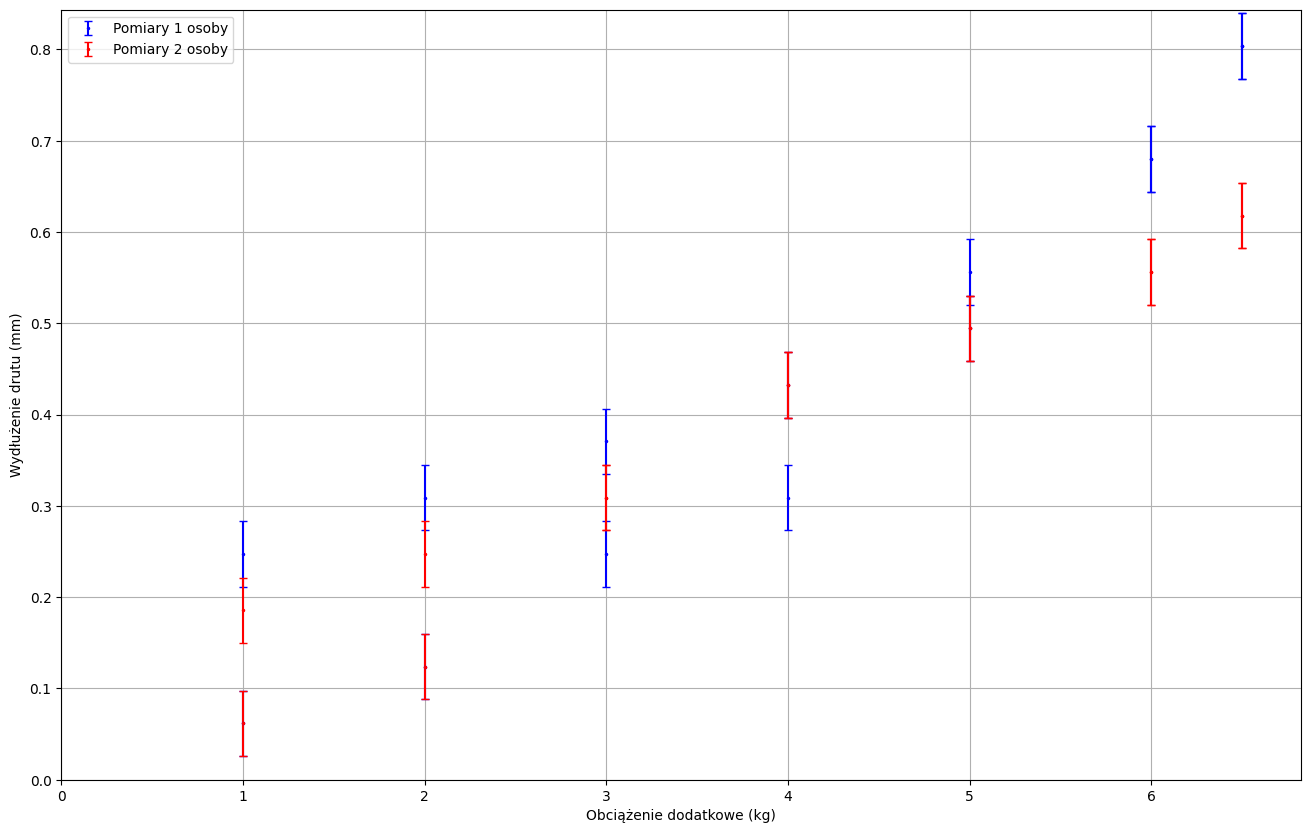 Pomiary 1 osoby
Pomiary 2 osoby
0.8
0.7
0.6
0.5
0.4
0.3
0.2
0.1
0.0
Wydłużenie drutu (mm)
0 1 2 3 4 5 6
Obciążenie dodatkowe (kg)